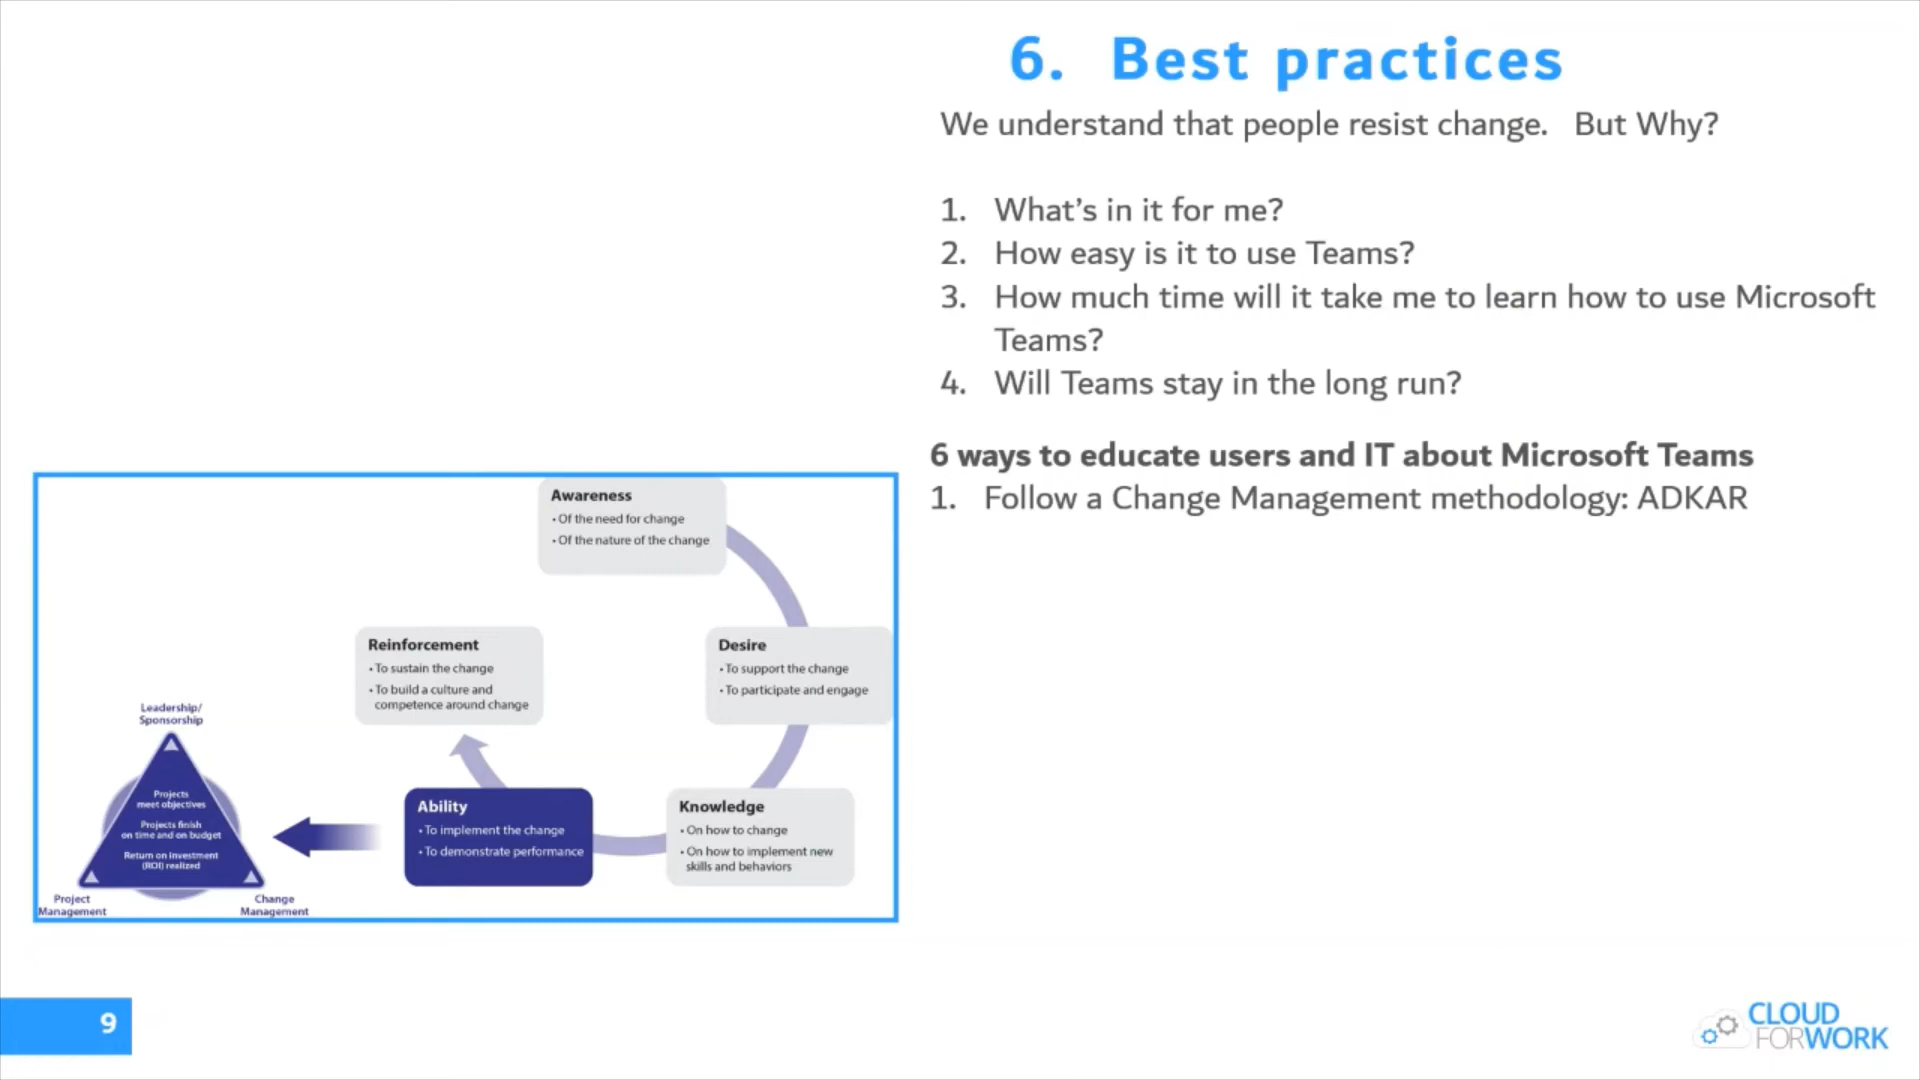 6. Best practices
We understand that people resist change. But Why?
1. What's in it for me?
2. How easy is it to use Teams?
3. How much time will it take me to learn how to use Microsoft
Teams?
4. Will Teams stay in the long run?
6 ways to educate users and IT about Microsoft Teams
1. Follow a Change Management methodology: ADKAR
Awareness
• Of the need for change
• Of the nature of the change
Desire
• To support the change
• To participate and engage
Knowledge
• On how to change
• On how to implement new
skills and behaviors
Ability
• To implement the change
• To demonstrate performance
Reinforcement
• To sustain the change
• To build a culture and
competence around change
Leadership/
Sponsorship
Projects
meet objectives
Projects finish
on time and on budget
Return on investment
(ROI) realized
Project
Management
Change
Management
9
CLOUD
FORWORK